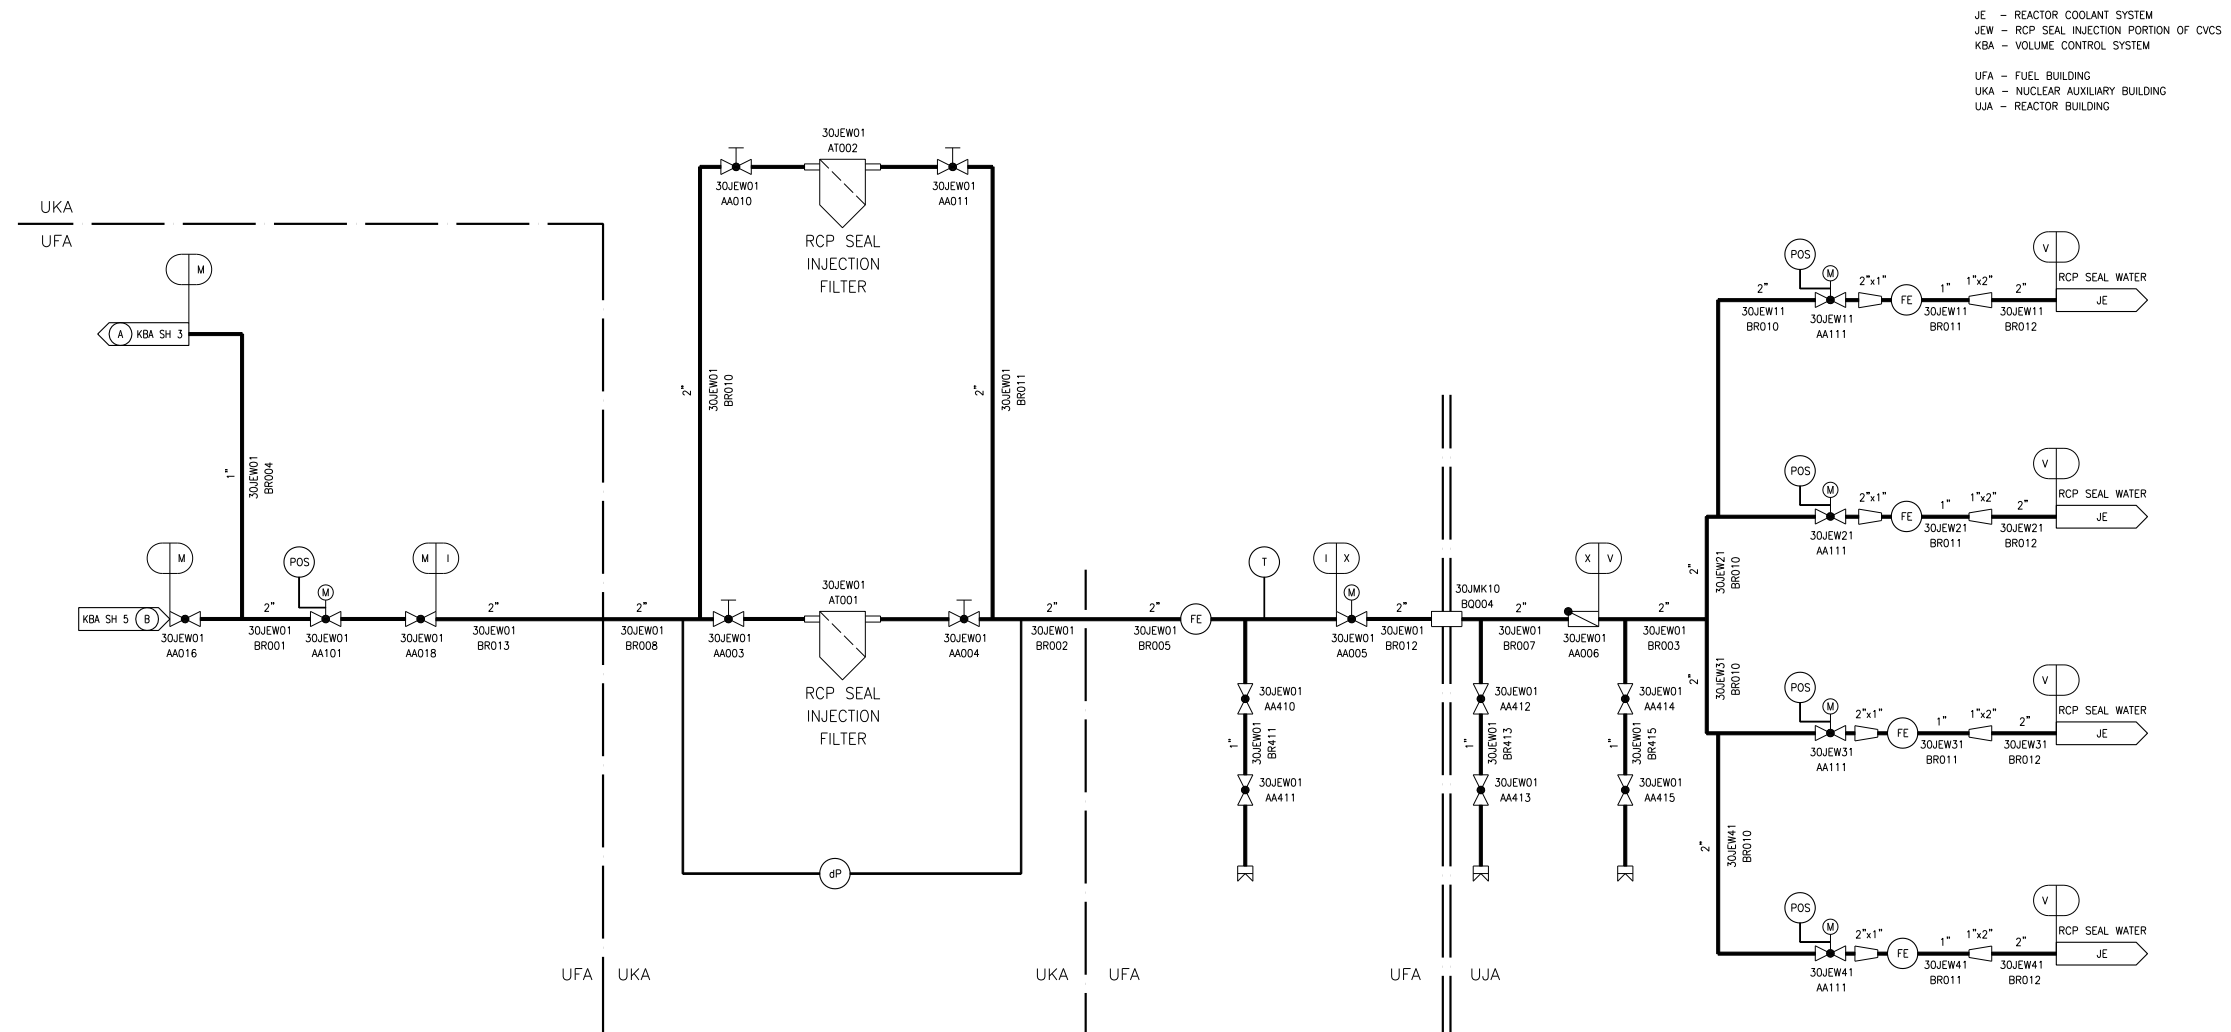 JE - REACTOR COOLANT SYSTEM
JEW - RCP SEAL INJECTION PORTION OF CVCS
KBA - VOLUME CONTROL SYSTEM
UFA - FUEL BUILDING
UKA - NUCLEAR AUXILIARY BUILDING
UJA - REACTOR BUILDING
UKA
UFA
M
A KBA SH 3
1"
30JEW01
BR004
M
KBA SH 5 B
30JEW01
AA016
2"
30JEW01
BR001
POS
M
30JEW01
AA101
M I
30JEW01
AA018
2"
30JEW01
BR013
UFA
UKA
2"
30JEW01
BR008
2"
30JEW01
BR010
30JEW01
AA010
30JEW01
AT002
RCP SEAL
INJECTION
FILTER
30JEW01
AA011
2"
30JEW01
BR011
30JEW01
AA003
30JEW01
AT001
RCP SEAL
INJECTION
FILTER
30JEW01
AA004
dP
2"
30JEW01
BR002
UKA
UFA
2"
30JEW01
BR005
FE
T
30JEW01
AA410
1"
30JEW01
BR411
30JEW01
AA411
I X
M
30JEW01
AA005
2"
30JEW01
BR012
UFA
UJA
30JMK10
BQ004
2"
30JEW01
BR007
30JEW01
AA412
1"
30JEW01
BR413
30JEW01
AA413
X V
30JEW01
AA006
2"
30JEW01
BR003
30JEW01
AA414
1"
30JEW01
BR415
30JEW01
AA415
2"
30JEW21
BR010
2"
30JEW31
BR010
2"
30JEW41
BR010
2"
30JEW11
BR010
POS
M
30JEW11
AA111
2"x1"
FE
1"
30JEW11
BR011
1"x2"
2"
30JEW11
BR012
V
RCP SEAL WATER
JE
POS
M
30JEW21
AA111
2"x1"
FE
1"
30JEW21
BR011
1"x2"
2"
30JEW21
BR012
V
RCP SEAL WATER
JE
POS
M
30JEW31
AA111
2"x1"
FE
1"
30JEW31
BR011
1"x2"
2"
30JEW31
BR012
V
RCP SEAL WATER
JE
POS
M
30JEW41
AA111
2"x1"
FE
1"
30JEW41
BR011
1"x2"
2"
30JEW41
BR012
V
RCP SEAL WATER
JE